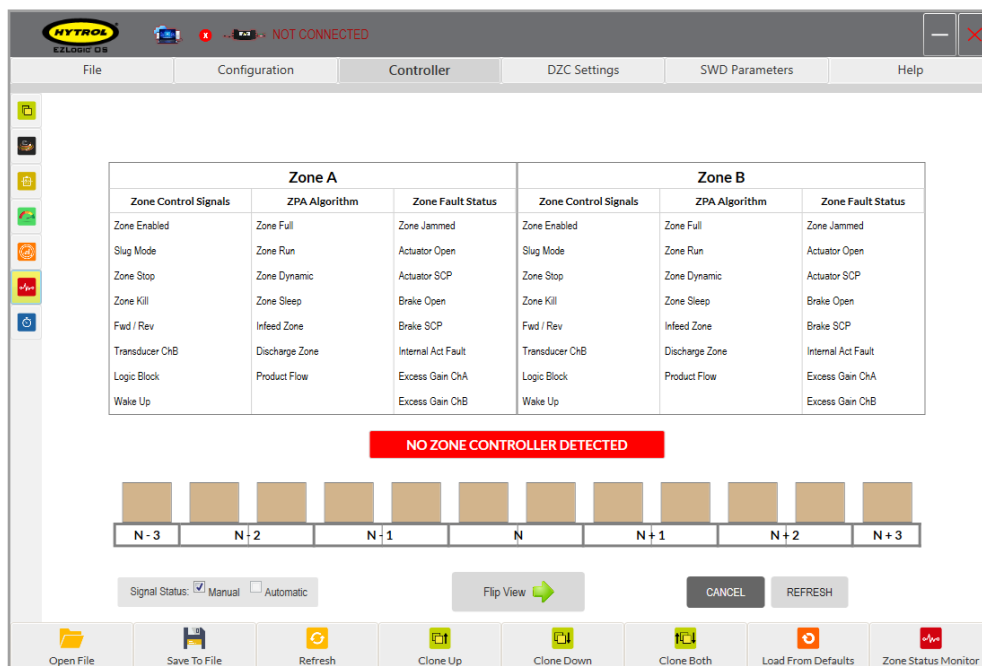 HYTROL
EZLOGIC OS
NOT CONNECTED
File Configuration Controller DZC Settings SWD Parameters Help
Zone A Zone B
Zone Control Signals ZPA Algorithm Zone Fault Status Zone Control Signals ZPA Algorithm Zone Fault Status
Zone Enabled Zone Full Zone Jammed Zone Enabled Zone Full Zone Jammed
Slug Mode Zone Run Actuator Open Slug Mode Zone Run Actuator Open
Zone Stop Zone Dynamic Actuator SCP Zone Stop Zone Dynamic Actuator SCP
Zone Kill Zone Sleep Brake Open Zone Kill Zone Sleep Brake Open
Fwd / Rev Infeed Zone Brake SCP Fwd / Rev Infeed Zone Brake SCP
Transducer ChB Discharge Zone Internal Act Fault Transducer ChB Discharge Zone Internal Act Fault
Logic Block Product Flow Excess Gain ChA Logic Block Product Flow Excess Gain ChA
Wake Up Excess Gain ChB Wake Up Excess Gain ChB
NO ZONE CONTROLLER DETECTED
N - 3 N - 2 N - 1 N N + 1 N + 2 N + 3
Signal Status: Manual Automatic Flip View CANCEL REFRESH
Open File Save To File Refresh Clone Up Clone Down Clone Both Load From Defaults Zone Status Monitor